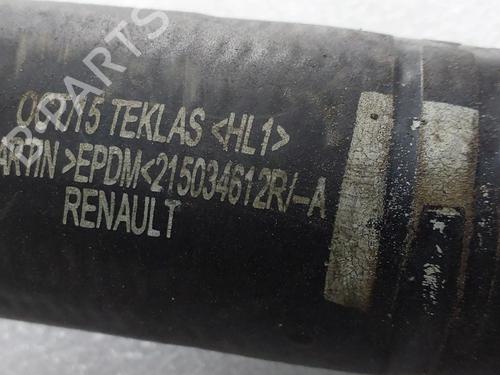 TEKLAS <HL1>
>EPDM<215034612R/-A
RENAULT